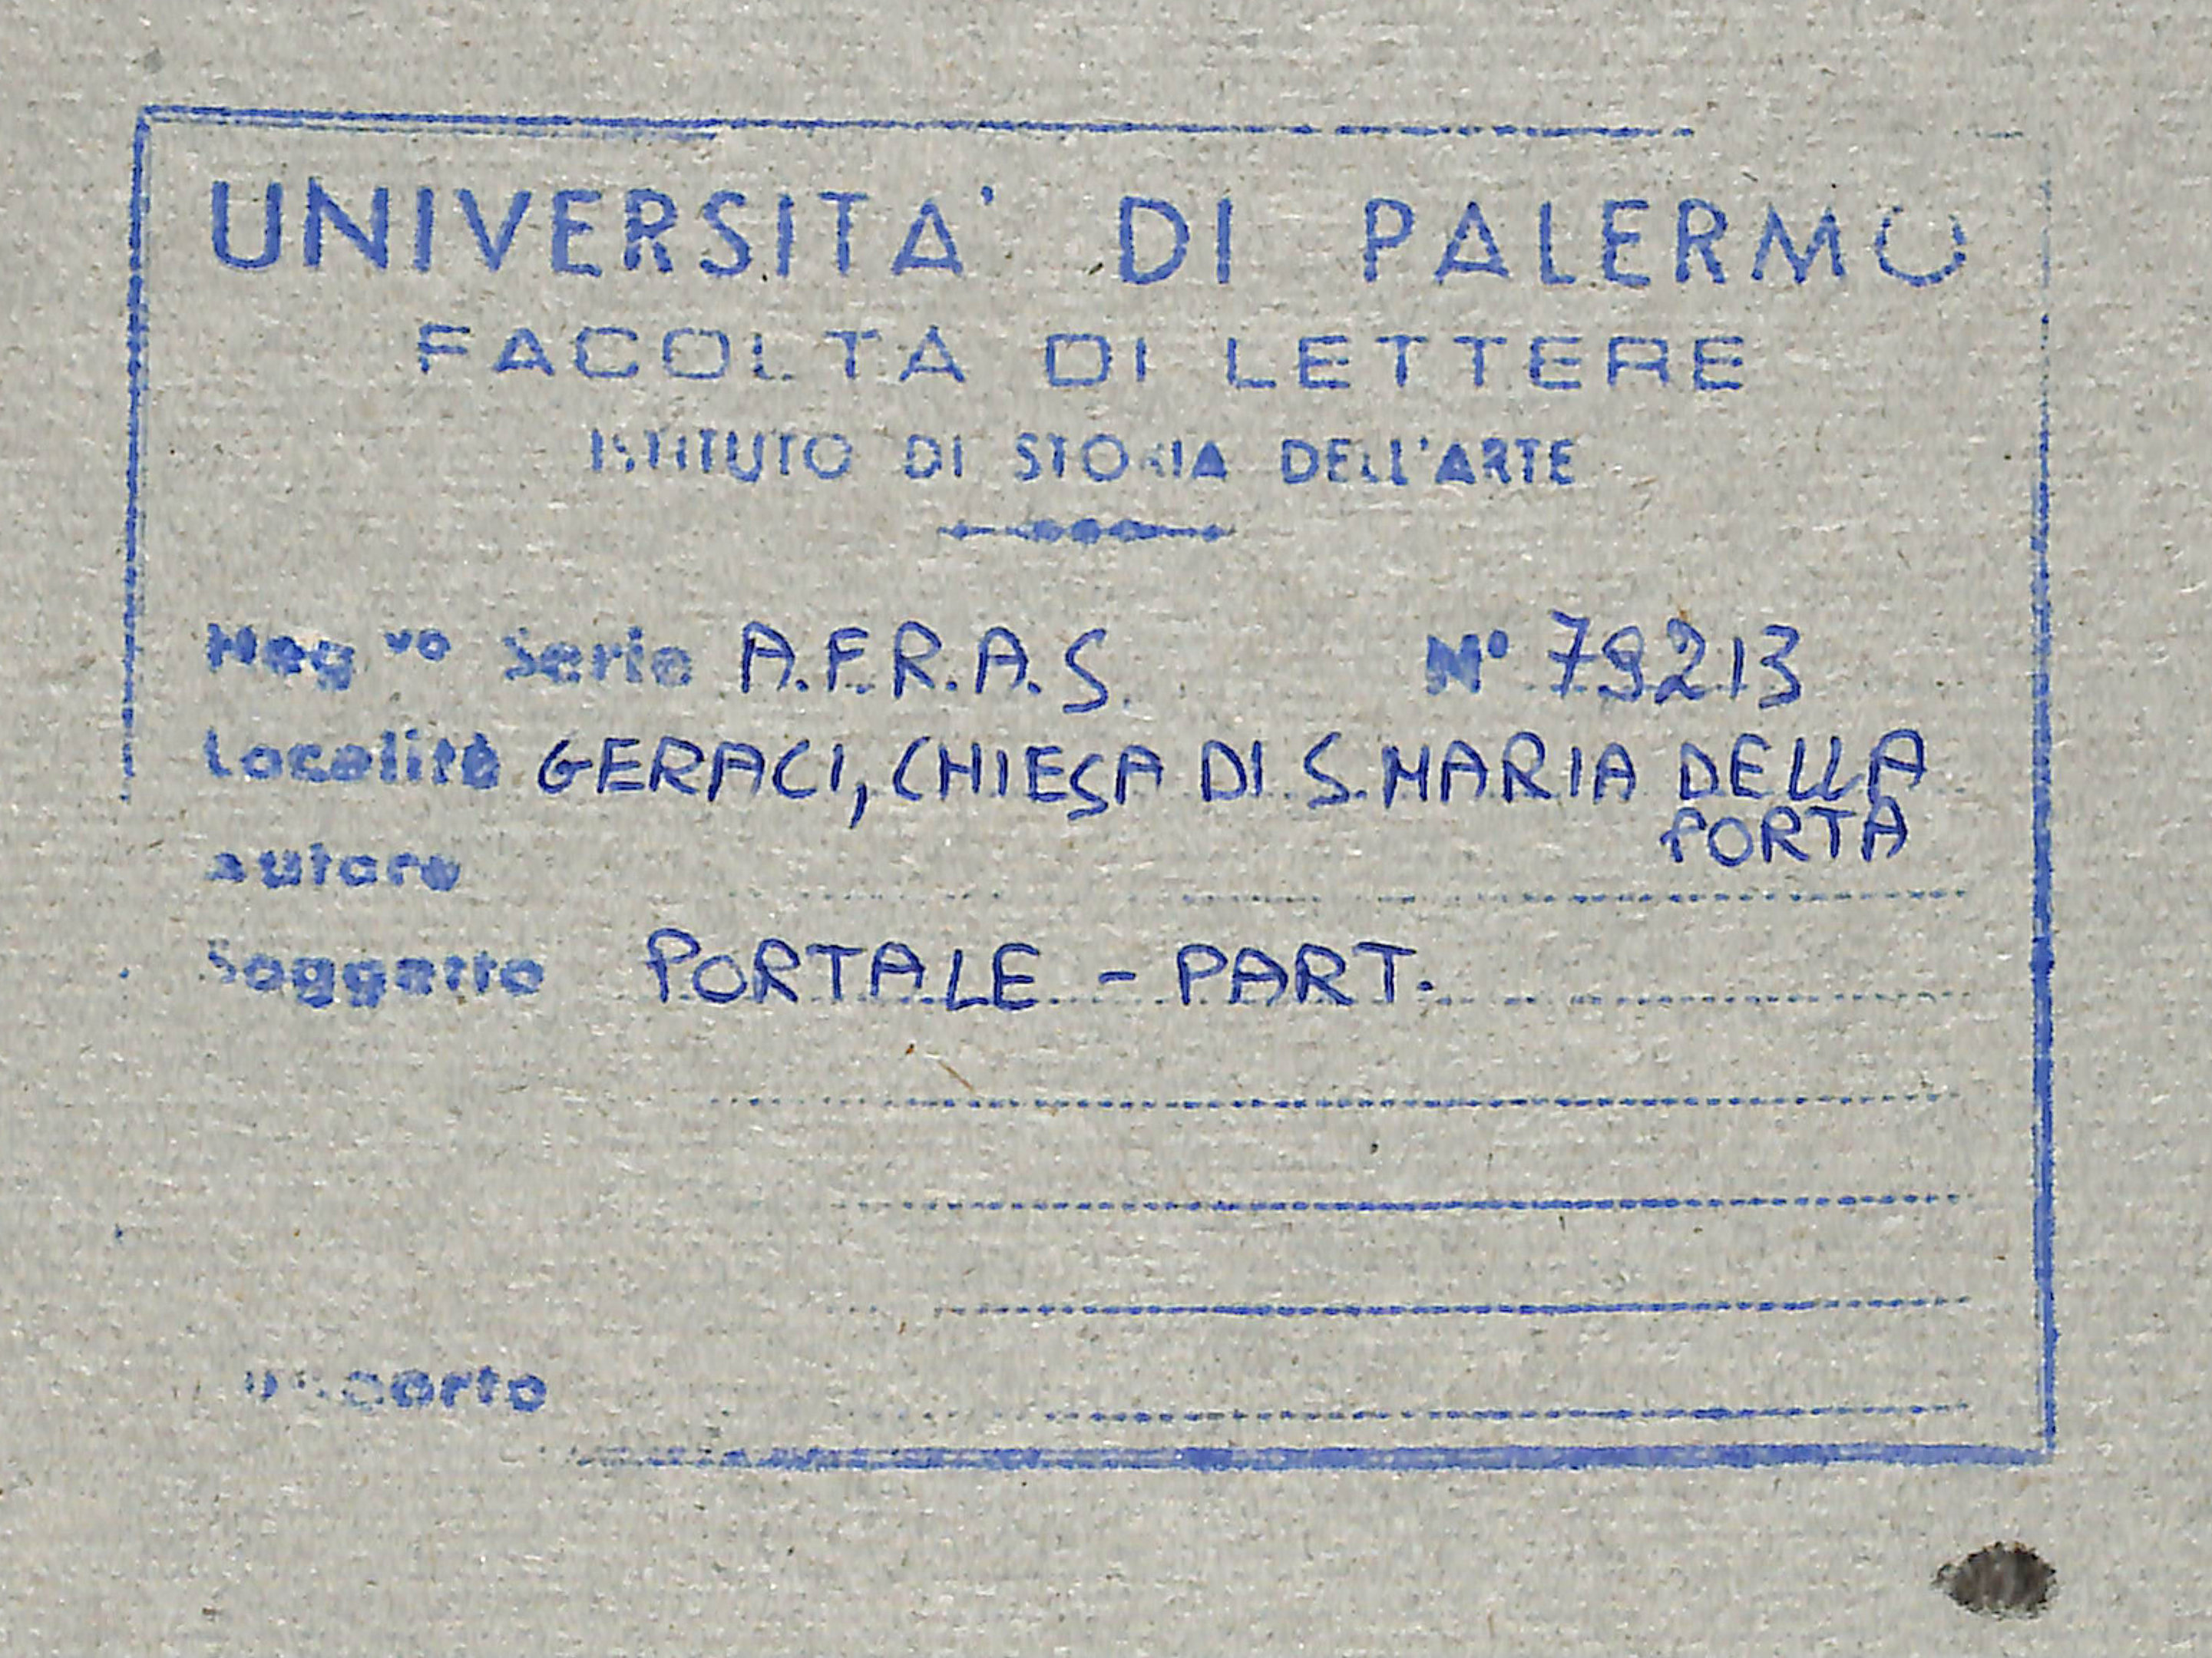 UNIVERSITA' DI PALERMO
FACOLTA DI LETTERE
ISTITUTO DI STORIA DELL'ARTE
Neg vo Serie A.F.R.A.S. N° 79213
Località GERACI, CHIESA DI S. MARIA DELLA
PORTA
Autore
Soggetto PORTALE - PART.